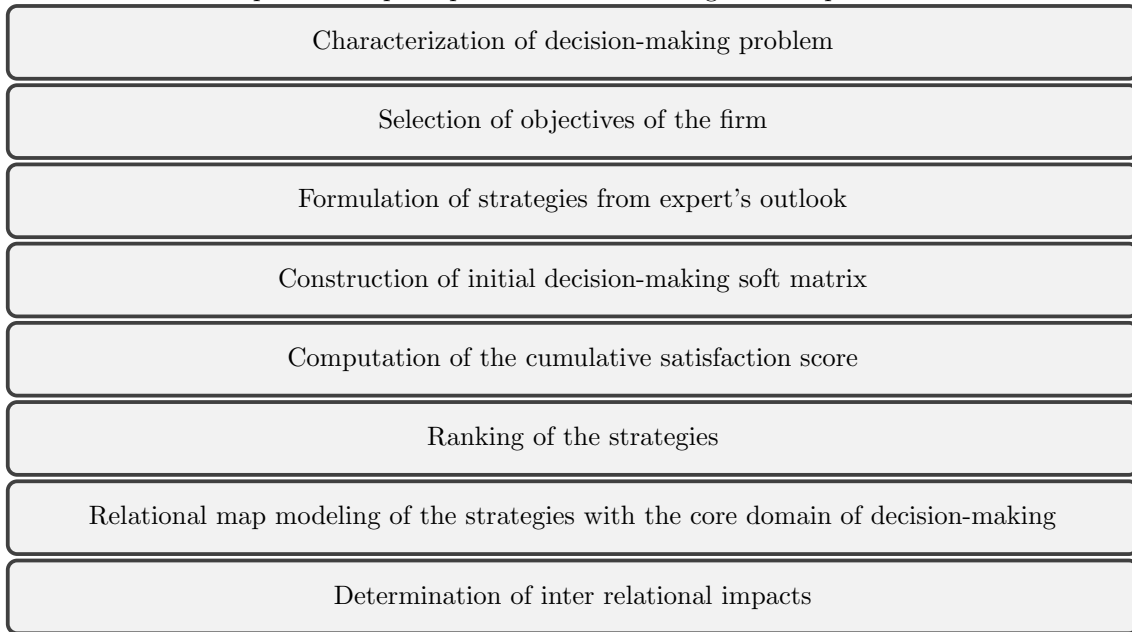 Characterization of decision-making problem
Selection of objectives of the firm
Formulation of strategies from expert's outlook
Construction of initial decision-making soft matrix
Computation of the cumulative satisfaction score
Ranking of the strategies
Relational map modeling of the strategies with the core domain of decision-making
Determination of inter relational impacts